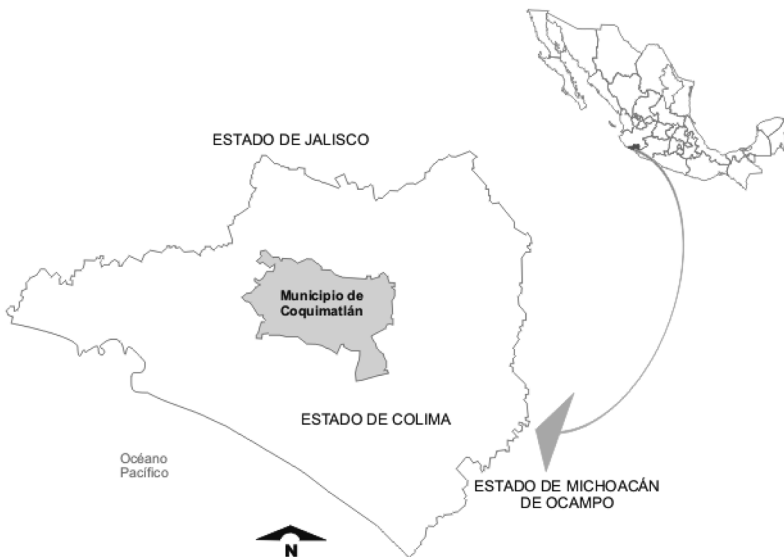 ESTADO DE JALISCO
Municipio de
Coquimatlán
ESTADO DE COLIMA
Océano
Pacífico
ESTADO DE MICHOACÁN
DE OCAMPO
N